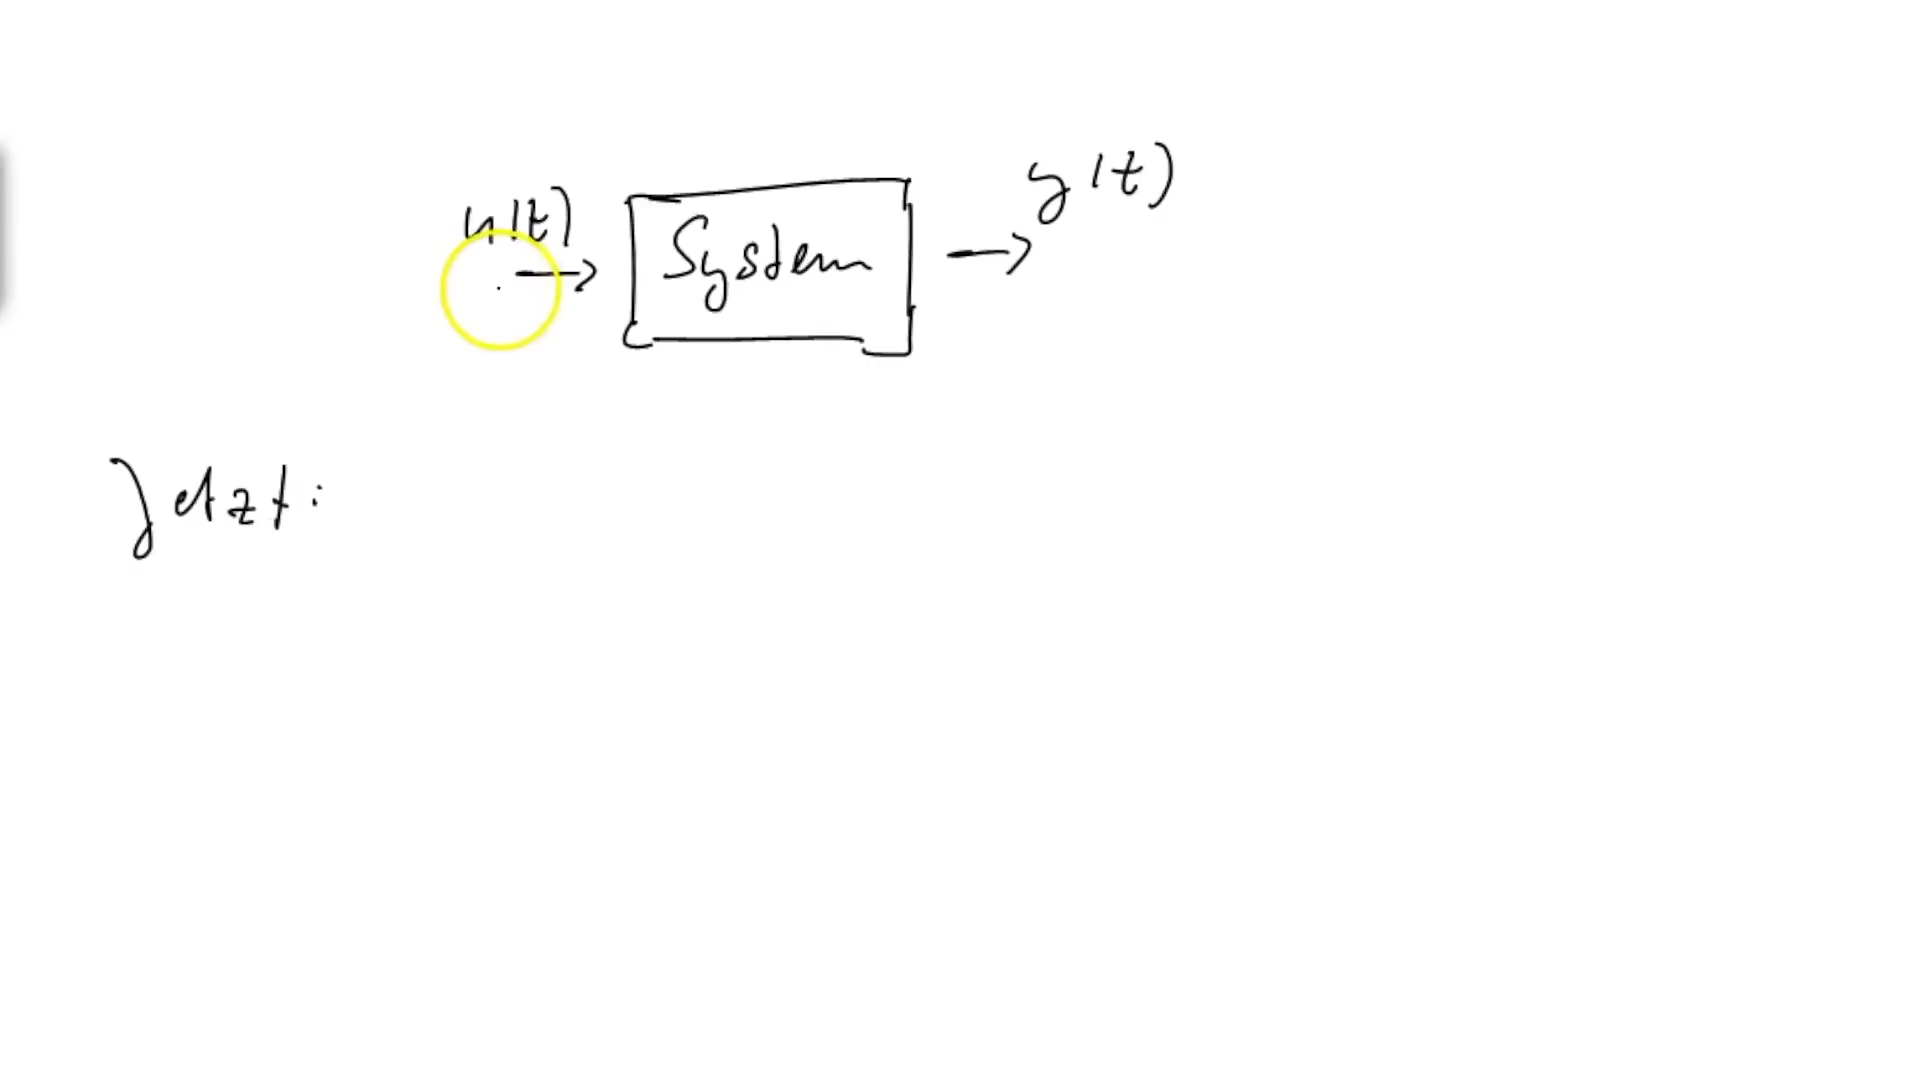 u(t) → System → y(t)
Jetzt: